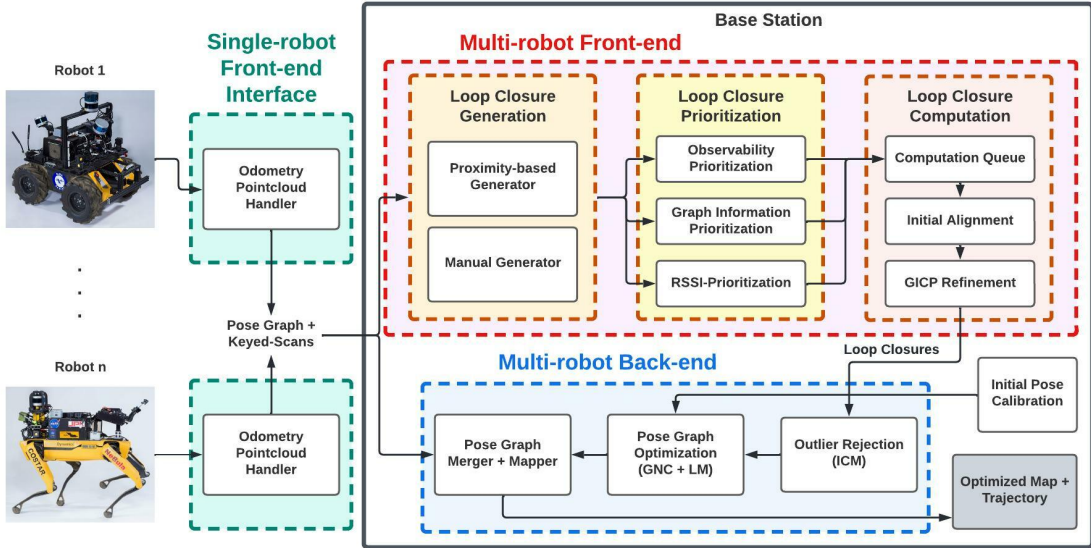 Base Station
Single-robot
Front-end
Interface
Multi-robot Front-end
Robot 1
Loop Closure
Generation
Loop Closure
Prioritization
Loop Closure
Computation
Odometry
Pointcloud
Handler
Proximity-based
Generator
Observability
Prioritization
Computation Queue
Graph Information
Prioritization
Initial Alignment
Manual Generator
RSSI-Prioritization
GICP Refinement
Pose Graph +
Keyed-Scans
Loop Closures
Multi-robot Back-end
Robot n
Initial Pose
Calibration
Odometry
Pointcloud
Handler
Pose Graph
Merger + Mapper
Pose Graph
Optimization
(GNC + LM)
Outlier Rejection
(ICM)
Optimized Map +
Trajectory
COSTAR